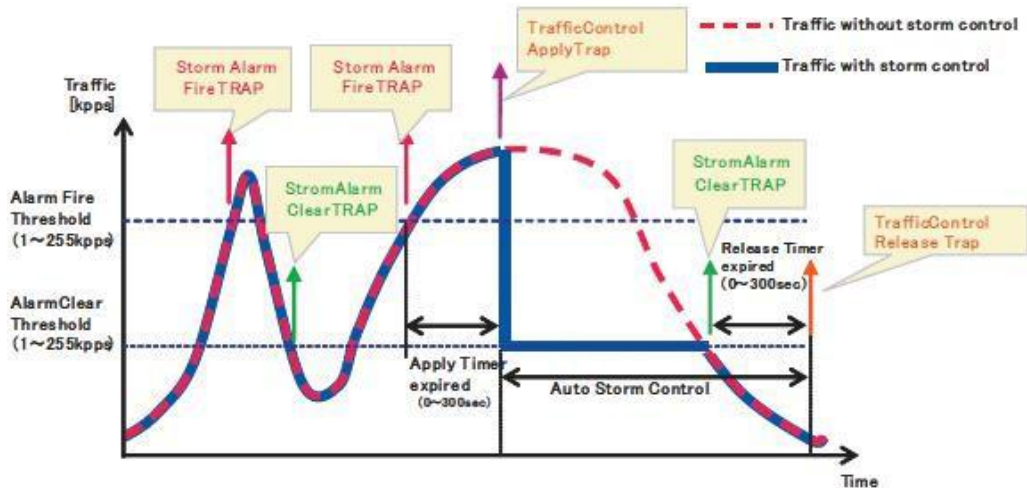 TrafficControl
ApplyTrap
Traffic without storm control
Traffic with storm control
Storm Alarm
FireTRAP
Storm Alarm
FireTRAP
Traffic
[kpps]
StromAlarm
ClearTRAP
StromAlarm
ClearTRAP
Alarm Fire
Threshold
(1～255kpps)
TrafficControl
Release Trap
Release Timer
expired
(0～300sec)
AlarmClear
Threshold
(1～255kpps)
Apply Timer
expired
(0～300sec)
Auto Storm Control
Time